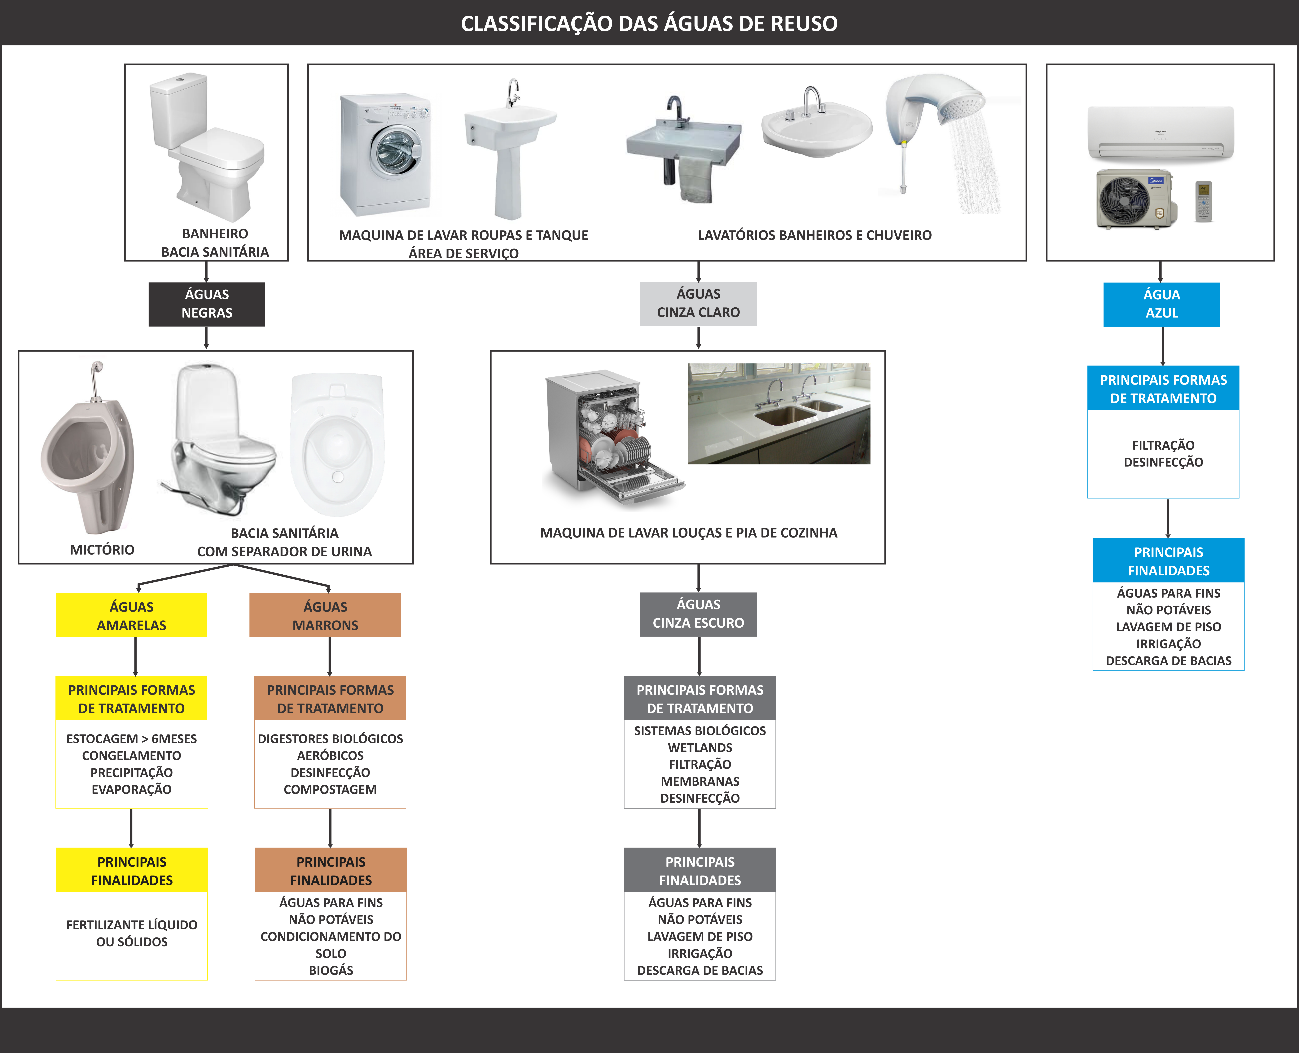 CLASSIFICAÇÃO DAS ÁGUAS DE REUSO
BANHEIRO
BACIA SANITÁRIA
MAQUINA DE LAVAR ROUPAS E TANQUE
ÁREA DE SERVIÇO
LAVATÓRIOS BANHEIROS E CHUVEIRO
ÁGUAS
NEGRAS
ÁGUAS
CINZA CLARO
ÁGUA
AZUL
MICTÓRIO
BACIA SANITÁRIA
COM SEPARADOR DE URINA
MAQUINA DE LAVAR LOUÇAS E PIA DE COZINHA
PRINCIPAIS FORMAS
DE TRATAMENTO
FILTRAÇÃO
DESINFECÇÃO
PRINCIPAIS
FINALIDADES
ÁGUAS PARA FINS
NÃO POTÁVEIS
LAVAGEM DE PISO
IRRIGAÇÃO
DESCARGA DE BACIAS
ÁGUAS
AMARELAS
PRINCIPAIS FORMAS
DE TRATAMENTO
ESTOCAGEM > 6MESES
CONGELAMENTO
PRECIPITAÇÃO
EVAPORAÇÃO
PRINCIPAIS
FINALIDADES
FERTILIZANTE LÍQUIDO
OU SÓLIDOS
ÁGUAS
MARRONS
PRINCIPAIS FORMAS
DE TRATAMENTO
DIGESTORES BIOLÓGICOS
AERÓBICOS
DESINFECÇÃO
COMPOSTAGEM
PRINCIPAIS
FINALIDADES
ÁGUAS PARA FINS
NÃO POTÁVEIS
CONDICIONAMENTO DO
SOLO
BIOGÁS
ÁGUAS
CINZA ESCURO
PRINCIPAIS FORMAS
DE TRATAMENTO
SISTEMAS BIOLÓGICOS
WETLANDS
FILTRAÇÃO
MEMBRANAS
DESINFECÇÃO
PRINCIPAIS
FINALIDADES
ÁGUAS PARA FINS
NÃO POTÁVEIS
LAVAGEM DE PISO
IRRIGAÇÃO
DESCARGA DE BACIAS